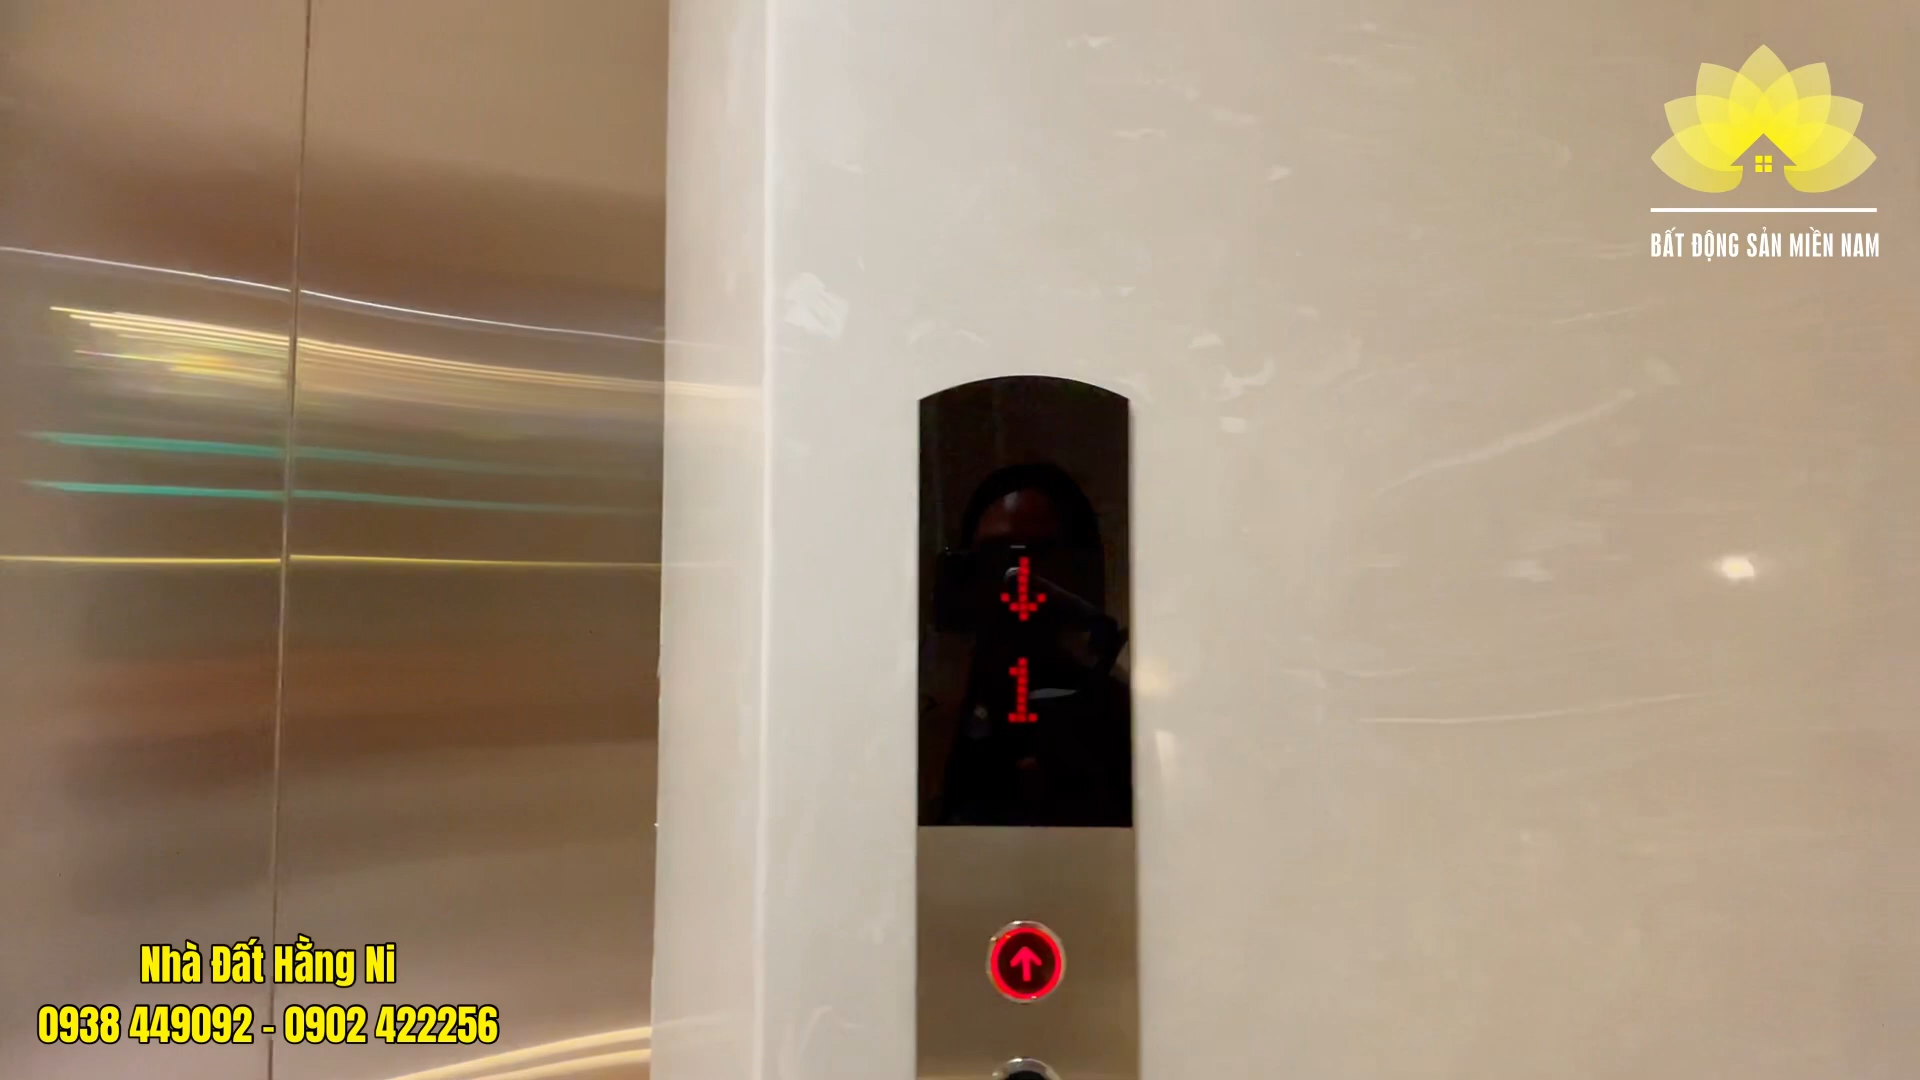 BẤT ĐỘNG SẢN MIỀN NAM
1
Nhà Đất Hằng Ni
0938 449092 - 0902 422256